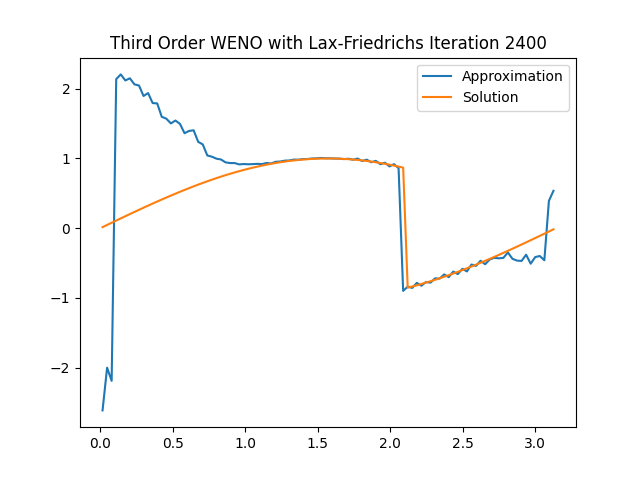 Third Order WENO with Lax-Friedrichs Iteration 2400
Approximation
Solution
2
1
0
−1
−2
0.0 0.5 1.0 1.5 2.0 2.5 3.0